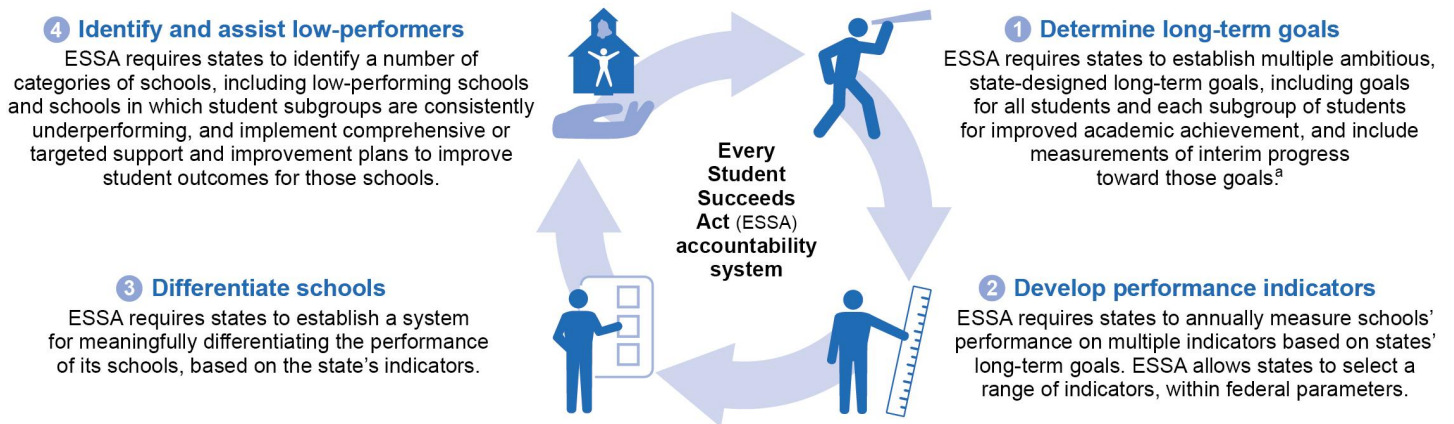 4 Identify and assist low-performers
ESSA requires states to identify a number of
categories of schools, including low-performing schools
and schools in which student subgroups are consistently
underperforming, and implement comprehensive or
targeted support and improvement plans to improve
student outcomes for those schools.
1 Determine long-term goals
ESSA requires states to establish multiple ambitious,
state-designed long-term goals, including goals
for all students and each subgroup of students
for improved academic achievement, and include
measurements of interim progress
toward those goals.a
Every
Student
Succeeds
Act (ESSA)
accountability
system
3 Differentiate schools
ESSA requires states to establish a system
for meaningfully differentiating the performance
of its schools, based on the state’s indicators.
2 Develop performance indicators
ESSA requires states to annually measure schools’
performance on multiple indicators based on states’
long-term goals. ESSA allows states to select a
range of indicators, within federal parameters.